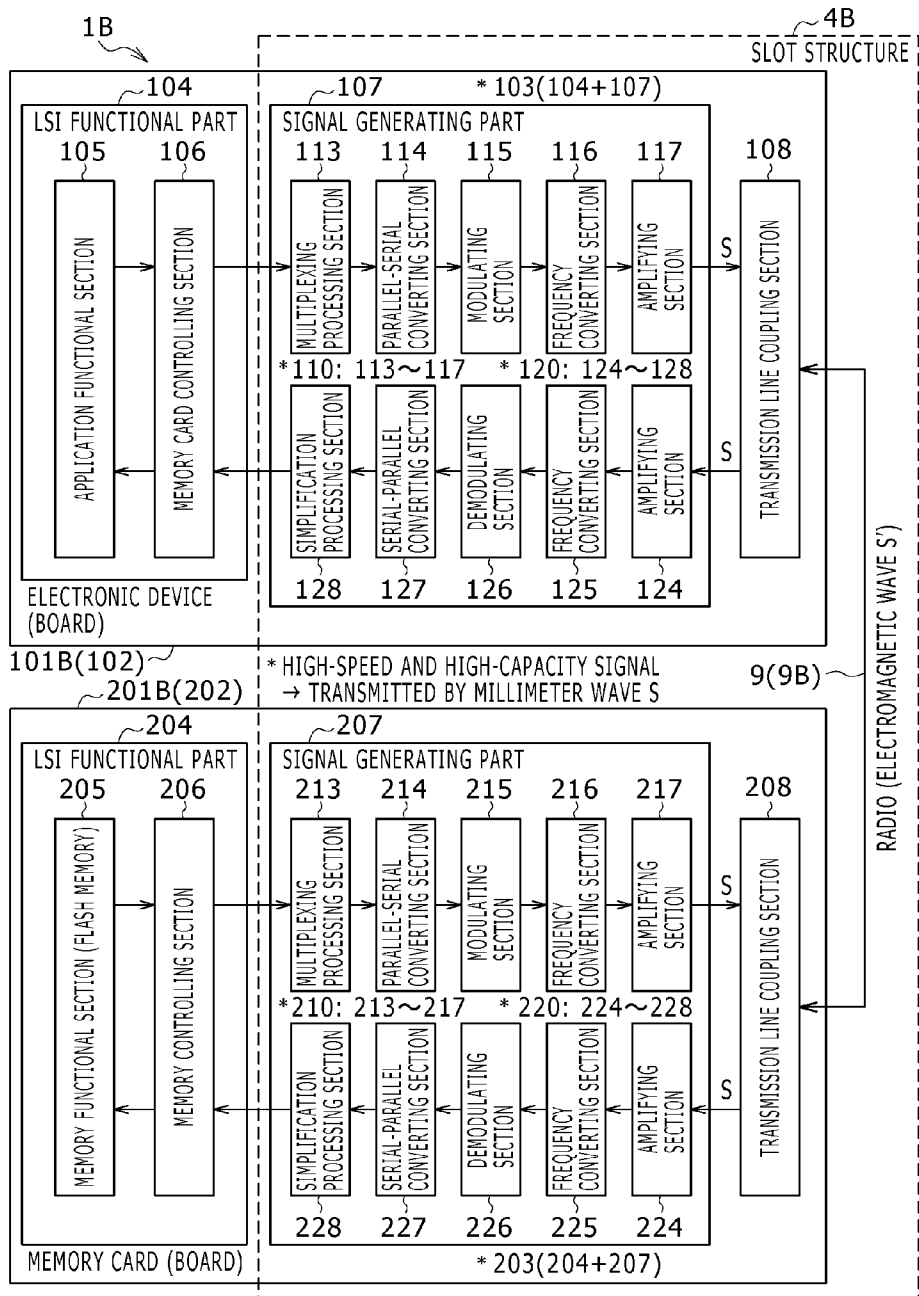 1B
4B
SLOT STRUCTURE
104
107
* 103(104+107)
LSI FUNCTIONAL PART
SIGNAL GENERATING PART
105
106
113
114
115
116
117
108
APPLICATION FUNCTIONAL SECTION
MEMORY CARD CONTROLLING SECTION
MULTIPLEXING
PROCESSING SECTION
PARALLEL-SERIAL
CONVERTING SECTION
MODULATING
SECTION
FREQUENCY
CONVERTING SECTION
AMPLIFYING
SECTION
S
TRANSMISSION LINE COUPLING SECTION
* 110: 113～117
* 120: 124～128
SIMPLIFICATION
PROCESSING SECTION
SERIAL-PARALLEL
CONVERTING SECTION
DEMODULATING
SECTION
FREQUENCY
CONVERTING SECTION
AMPLIFYING
SECTION
S
128
127
126
125
124
ELECTRONIC DEVICE
(BOARD)
101B(102)
* HIGH-SPEED AND HIGH-CAPACITY SIGNAL
→ TRANSMITTED BY MILLIMETER WAVE S
9(9B)
RADIO (ELECTROMAGNETIC WAVE S')
201B(202)
204
207
LSI FUNCTIONAL PART
SIGNAL GENERATING PART
205
206
213
214
215
216
217
208
MEMORY FUNCTIONAL SECTION (FLASH MEMORY)
MEMORY CONTROLLING SECTION
MULTIPLEXING
PROCESSING SECTION
PARALLEL-SERIAL
CONVERTING SECTION
MODULATING
SECTION
FREQUENCY
CONVERTING SECTION
AMPLIFYING
SECTION
S
TRANSMISSION LINE COUPLING SECTION
* 210: 213～217
* 220: 224～228
SIMPLIFICATION
PROCESSING SECTION
SERIAL-PARALLEL
CONVERTING SECTION
DEMODULATING
SECTION
FREQUENCY
CONVERTING SECTION
AMPLIFYING
SECTION
S
228
227
226
225
224
MEMORY CARD (BOARD)
* 203(204+207)